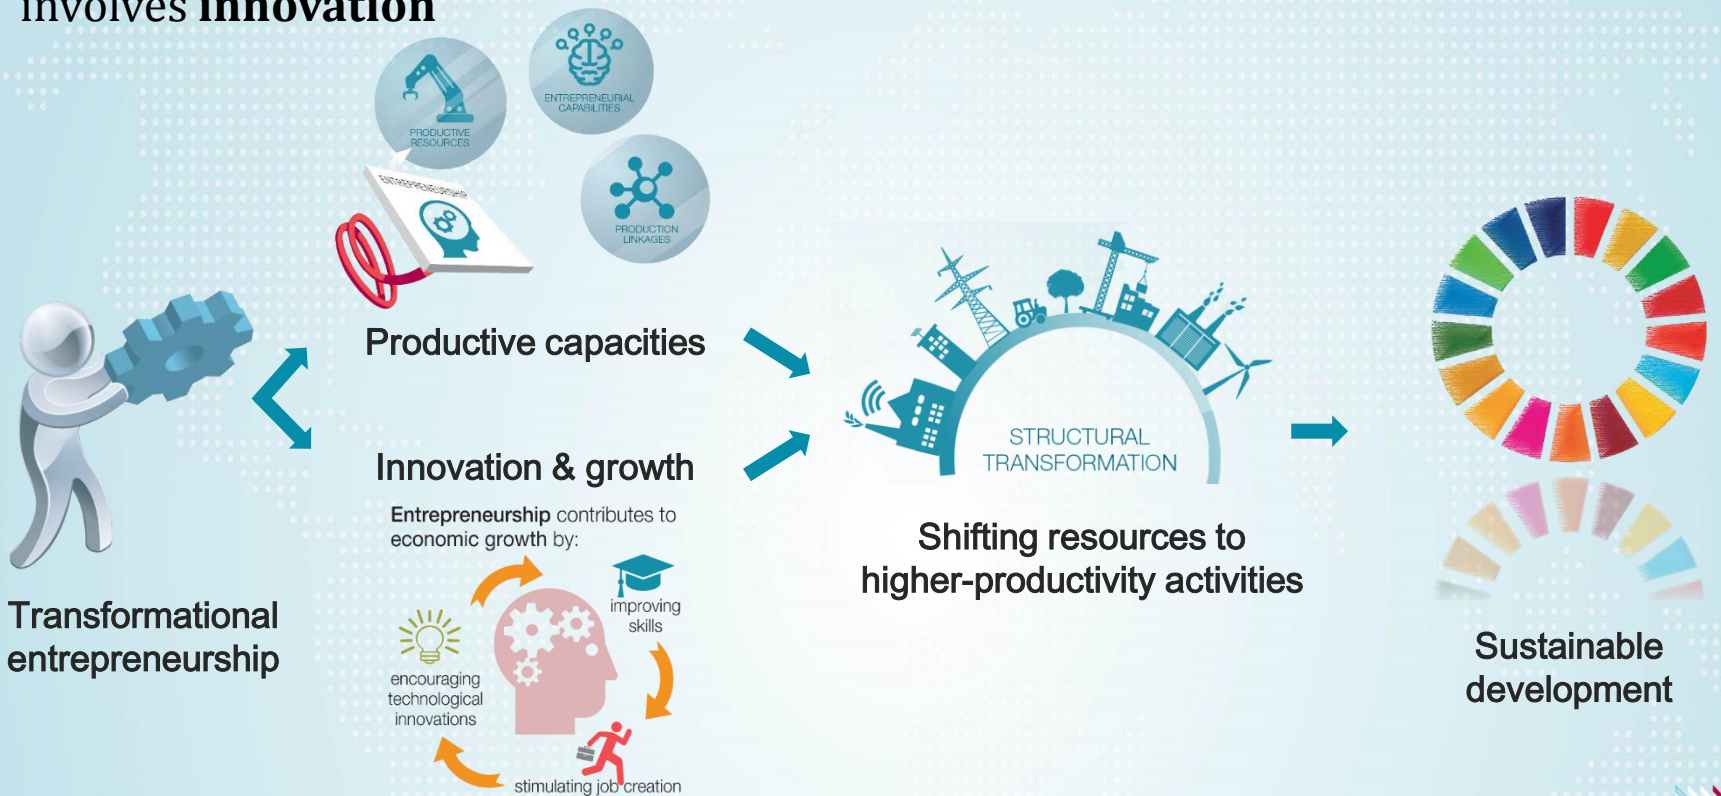 involves innovation
PRODUCTIVE
RESOURCES
ENTREPRENEURIAL
CAPABILITIES
ENTREPRENEURSHIP
PRODUCTION
LINKAGES
Productive capacities
Innovation & growth
Entrepreneurship contributes to
economic growth by:
improving
skills
encouraging
technological
innovations
stimulating job creation
Transformational
entrepreneurship
STRUCTURAL
TRANSFORMATION
Shifting resources to
higher-productivity activities
Sustainable
development